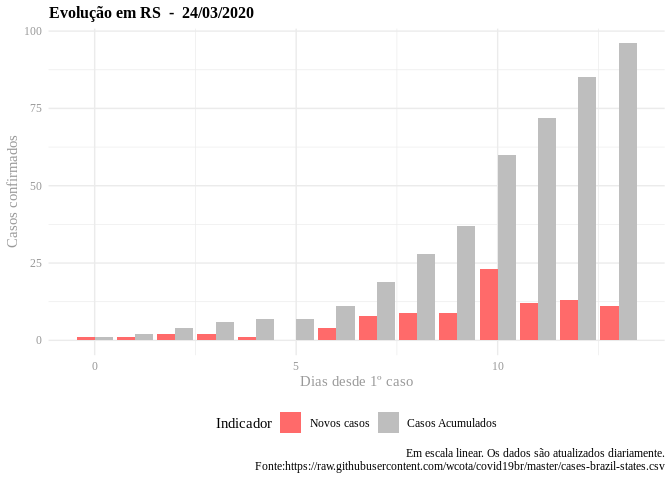 Evolução em RS - 24/03/2020
Casos confirmados
100
75
50
25
0
0 5 10
Dias desde 1º caso
Indicador Novos casos Casos Acumulados
Em escala linear. Os dados são atualizados diariamente.
Fonte:https://raw.githubusercontent.com/wcota/covid19br/master/cases-brazil-states.csv